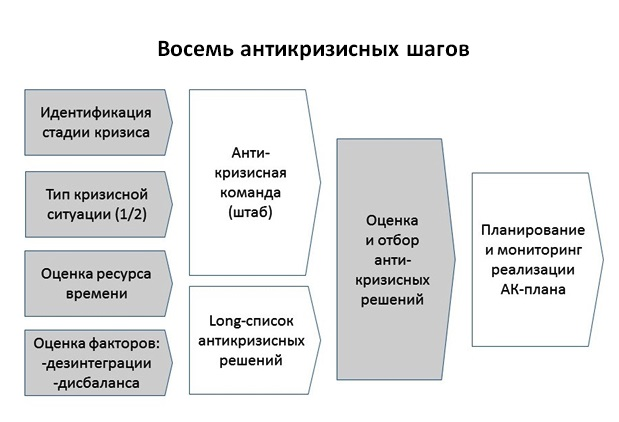 Восемь антикризисных шагов
Идентификация
стадии кризиса
Тип кризисной
ситуации (1/2)
Оценка ресурса
времени
Оценка факторов:
-дезинтеграции
-дисбаланса
Анти-
кризисная
команда
(штаб)
Long-список
антикризисных
решений
Оценка
и отбор
анти-
кризисных
решений
Планирование
и мониторинг
реализации
АК-плана